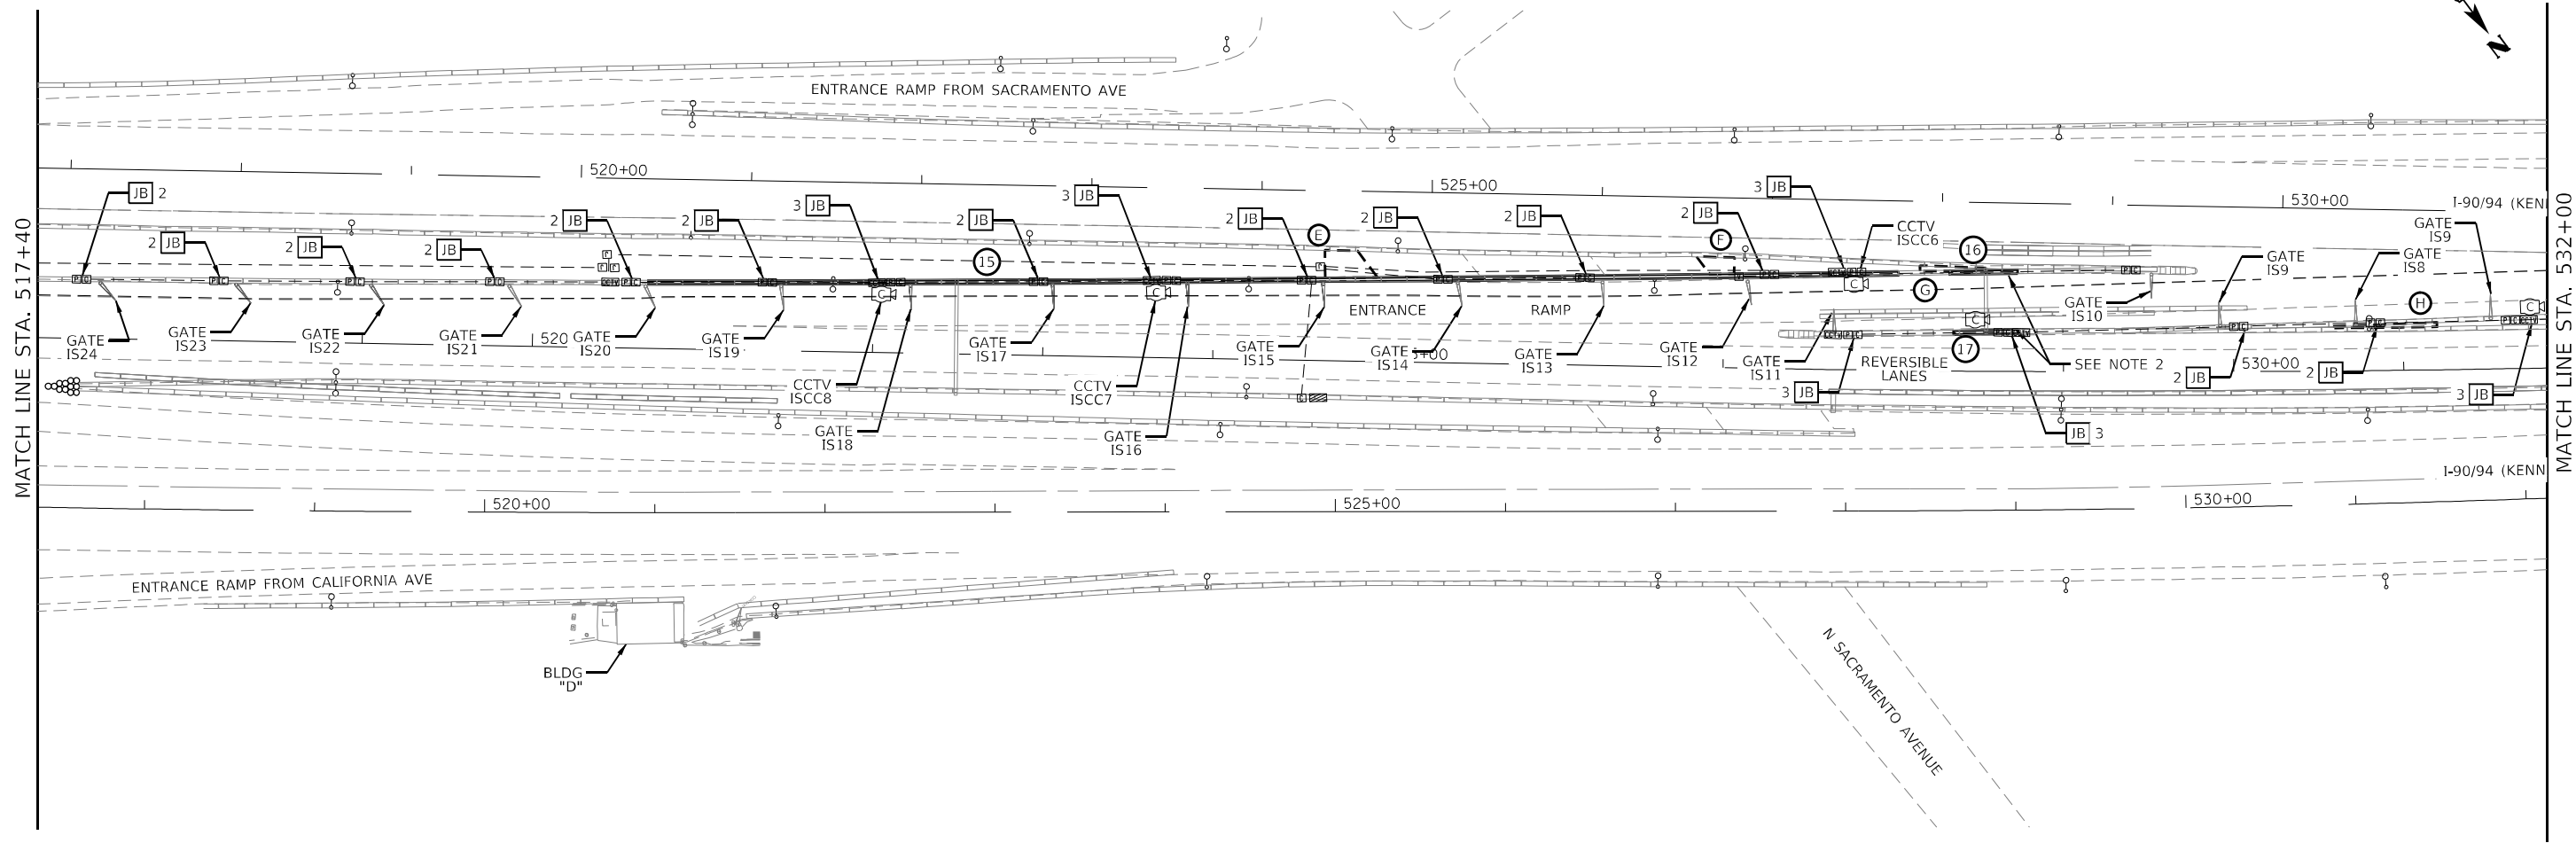 N
ENTRANCE RAMP FROM SACRAMENTO AVE
520+00
525+00
530+00
I-90/94 (KENN
JB 2
2 JB
2 JB
2 JB
2 JB
2 JB
3 JB
2 JB
3 JB
2 JB
2 JB
2 JB
2 JB
3 JB
E
F
15
16
CCTV
ISCC6
GATE
IS9
GATE
IS9
GATE
IS8
G
H
GATE
IS10
C
C
C
C
C
GATE
IS24
GATE
IS23
GATE
IS22
GATE
IS21
520
GATE
IS20
GATE
IS19
GATE
IS17
GATE
IS15
ENTRANCE RAMP
GATE
IS14
+00
GATE
IS13
GATE
IS12
GATE
IS11
17
REVERSIBLE
LANES
SEE NOTE 2
530+00
2 JB
2 JB
3 JB
3 JB
JB 3
CCTV
ISCC8
CCTV
ISCC7
GATE
IS18
GATE
IS16
I-90/94 (KENN
520+00
525+00
530+00
ENTRANCE RAMP FROM CALIFORNIA AVE
BLDG
"D"
N SACRAMENTO AVENUE
MATCH LINE STA. 517+40
MATCH LINE STA. 532+00